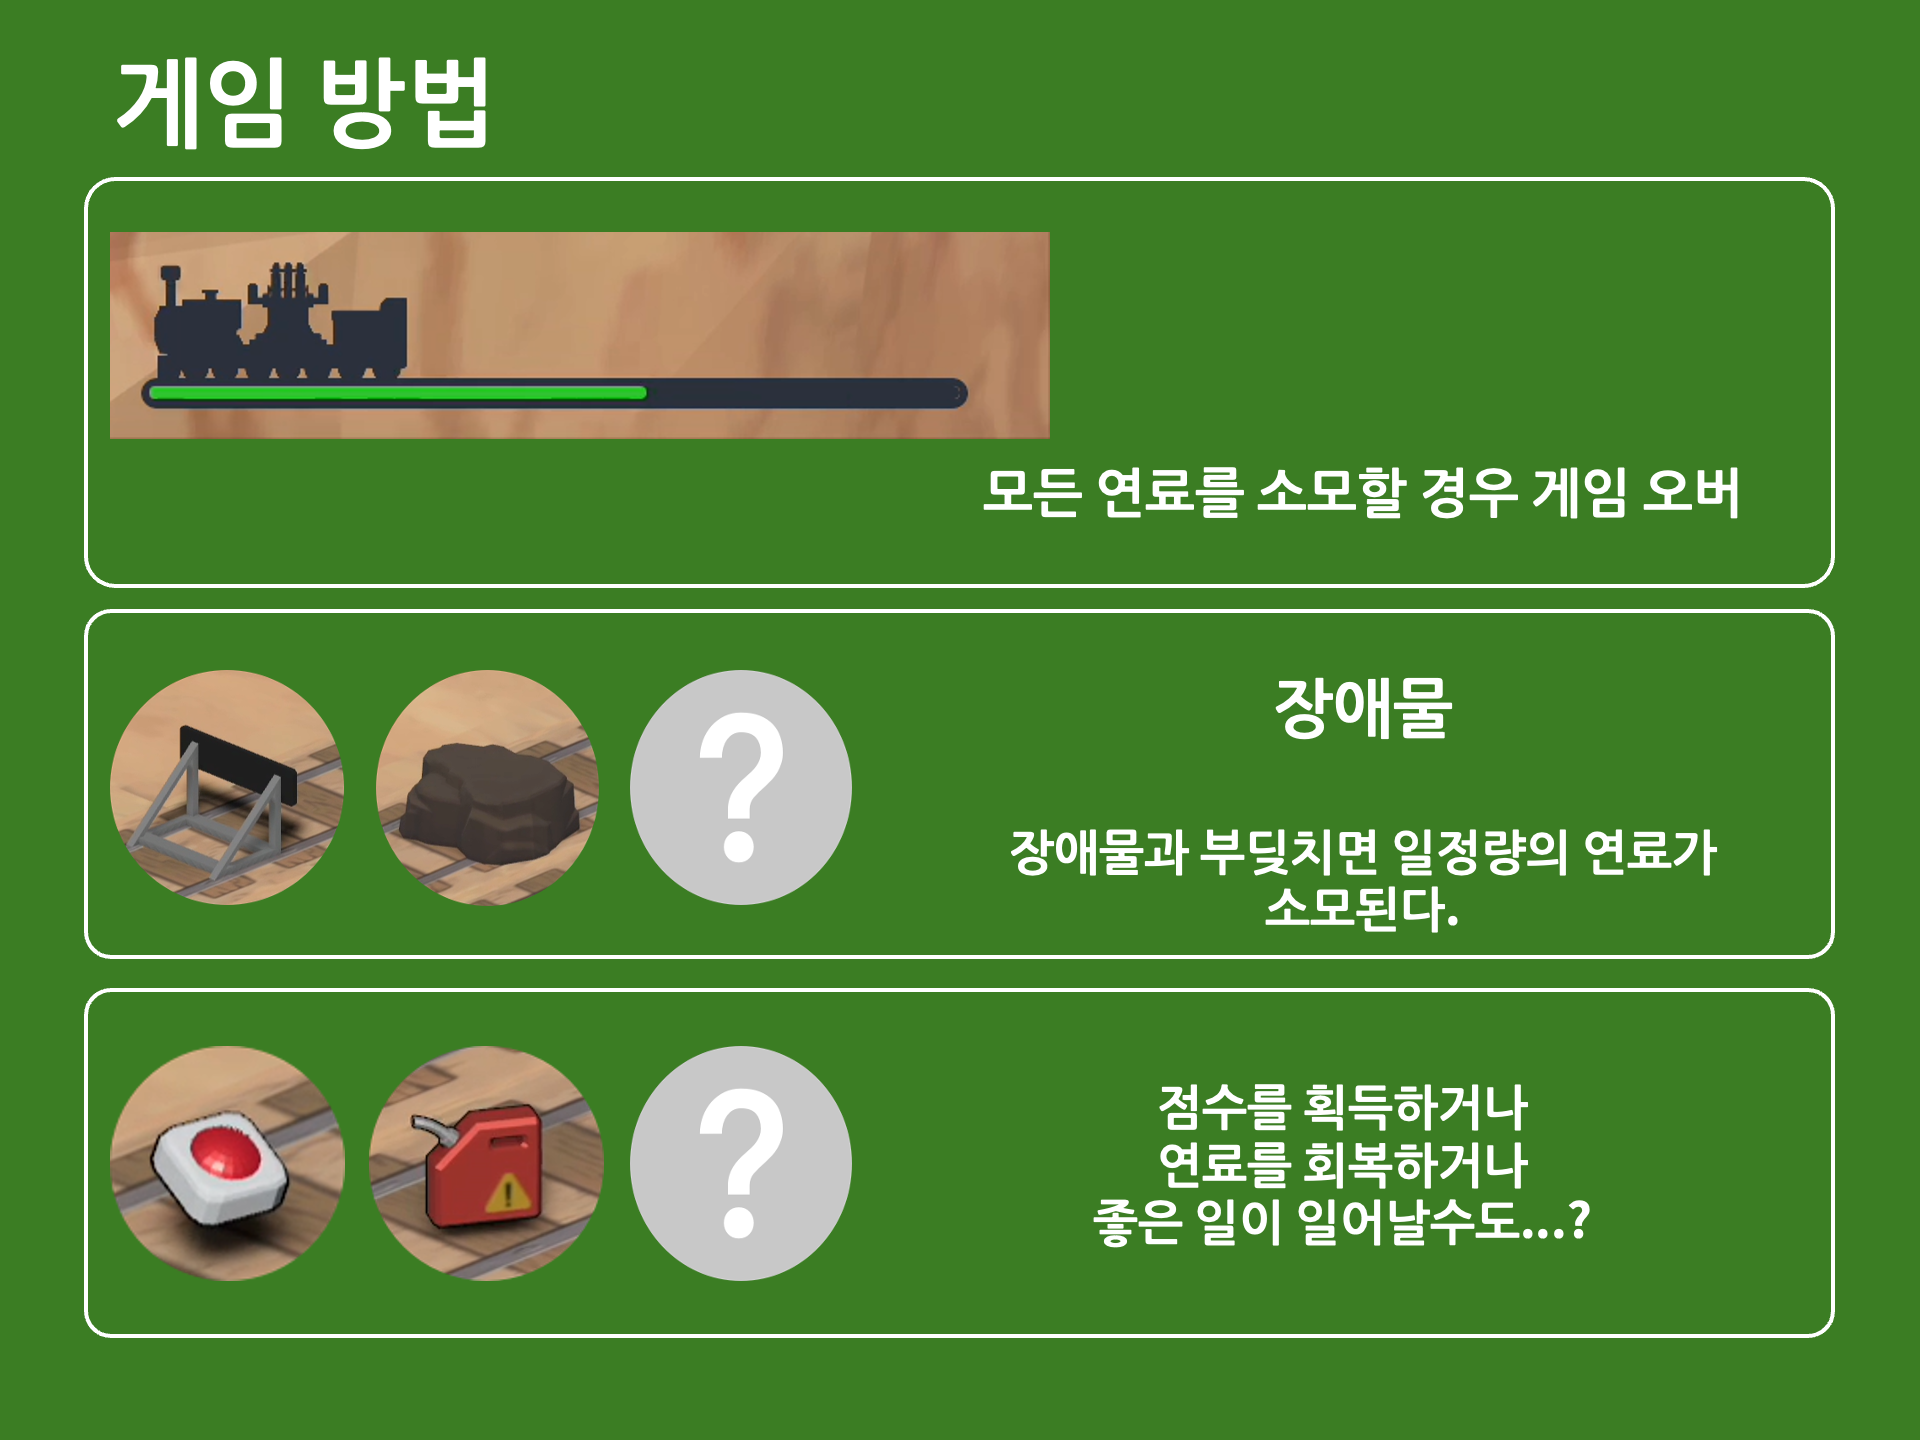 게임 방법
모든 연료를 소모할 경우 게임 오버
?
장애물
장애물과 부딪치면 일정량의 연료가
소모된다.
!
?
점수를 획득하거나
연료를 회복하거나
좋은 일이 일어날수도...?